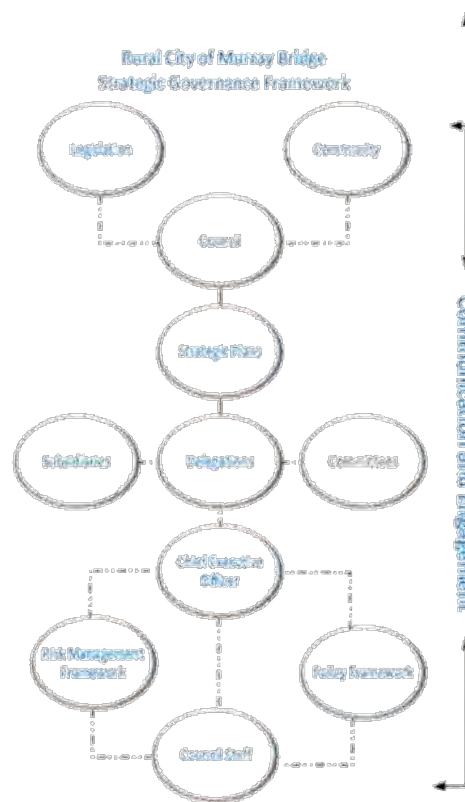 Rural City of Murray Bridge
Strategic Governance Framework
Legislation
Community
Council
Strategic Plans
Subsidiaries
Delegations
Committees
Chief Executive
Officer
Risk Management
Framework
Policy Framework
Council Staff
Communication and Engagement